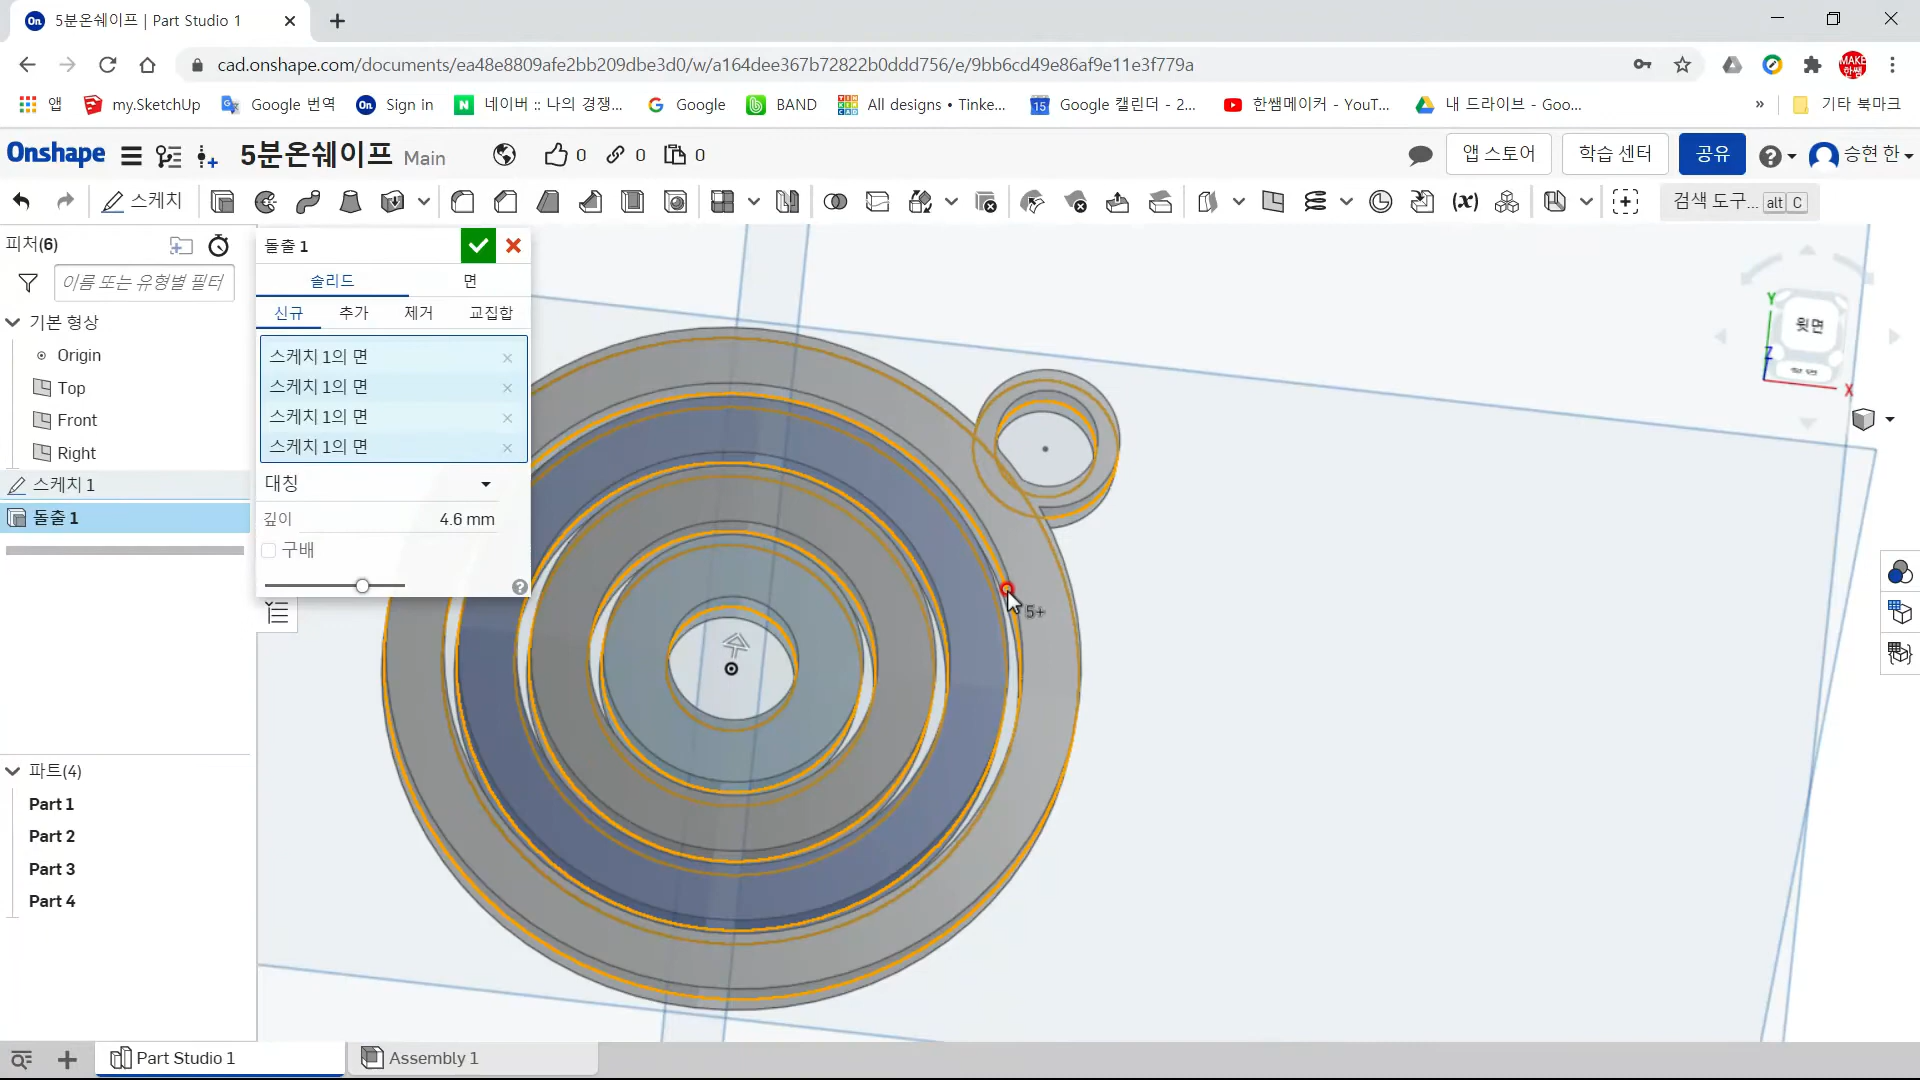 On 5분온쉐이프 | Part Studio 1
cad.onshape.com/documents/ea48e8809afe2bb209dbe3d0/w/a164dee367b72822b0ddd756/e/9bb6cd49e86af9e11e3f779a
MAKE 한쌤
앱 my.SketchUp Google 번역 On Sign in N 네이버 :: 나의 경쟁... G Google BAND All designs • Tinke... 15 Google 캘린더 - 2... 한쌤메이커 - YouT... 내 드라이브 - Goo... » 기타 북마크
Onshape 5분온쉐이프 Main 0 0 0 앱 스토어 학습 센터 공유 승현 한
스케치 (x) 검색 도구... alt C
피처(6)
이름 또는 유형별 필터
기본 형상
Origin
Top
Front
Right
스케치 1
돌출 1
파트(4)
Part 1
Part 2
Part 3
Part 4
돌출 1
솔리드 면
신규 추가 제거 교집합
스케치 1의 면
스케치 1의 면
스케치 1의 면
스케치 1의 면
대칭
깊이 4.6 mm
구배
5+
Y
윗면
Z
X
Part Studio 1 Assembly 1